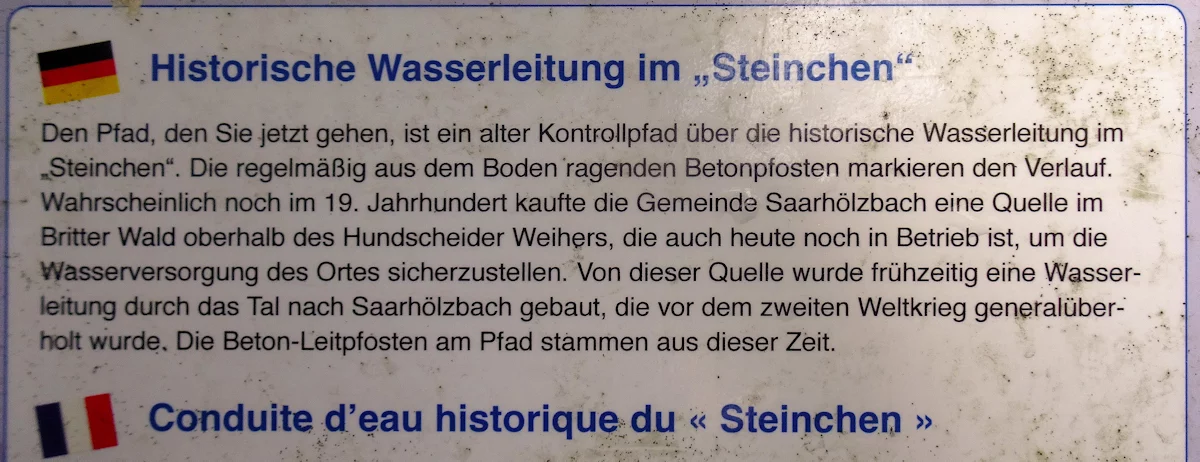 Historische Wasserleitung im „Steinchen“
Den Pfad, den Sie jetzt gehen, ist ein alter Kontrollpfad über die historische Wasserleitung im
„Steinchen“. Die regelmäßig aus dem Boden ragenden Betonpfosten markieren den Verlauf.
Wahrscheinlich noch im 19. Jahrhundert kaufte die Gemeinde Saarhölzbach eine Quelle im
Britter Wald oberhalb des Hundscheider Weihers, die auch heute noch in Betrieb ist, um die
Wasserversorgung des Ortes sicherzustellen. Von dieser Quelle wurde frühzeitig eine Wasser-
leitung durch das Tal nach Saarhölzbach gebaut, die vor dem zweiten Weltkrieg generalüber-
holt wurde. Die Beton-Leitpfosten am Pfad stammen aus dieser Zeit.
Conduite d’eau historique du « Steinchen »